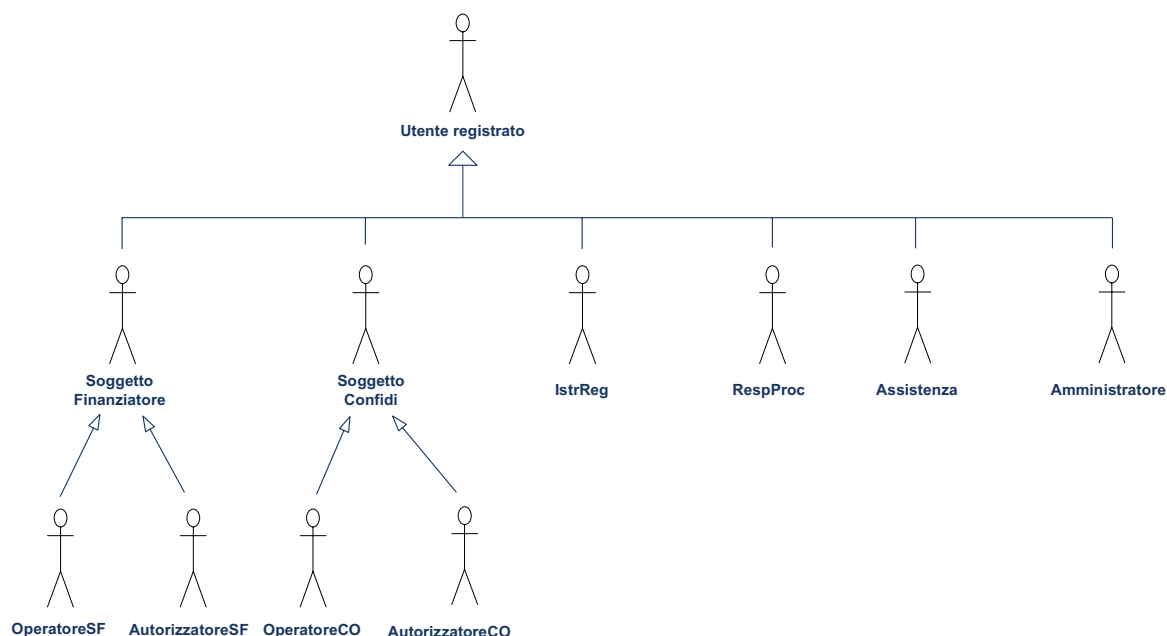 Utente registrato
Soggetto
Finanziatore
Soggetto
Confidi
IstrReg
RespProc
Assistenza
Amministratore
OperatoreSF
AutorizzatoreSF
OperatoreCO
AutorizzatoreCO